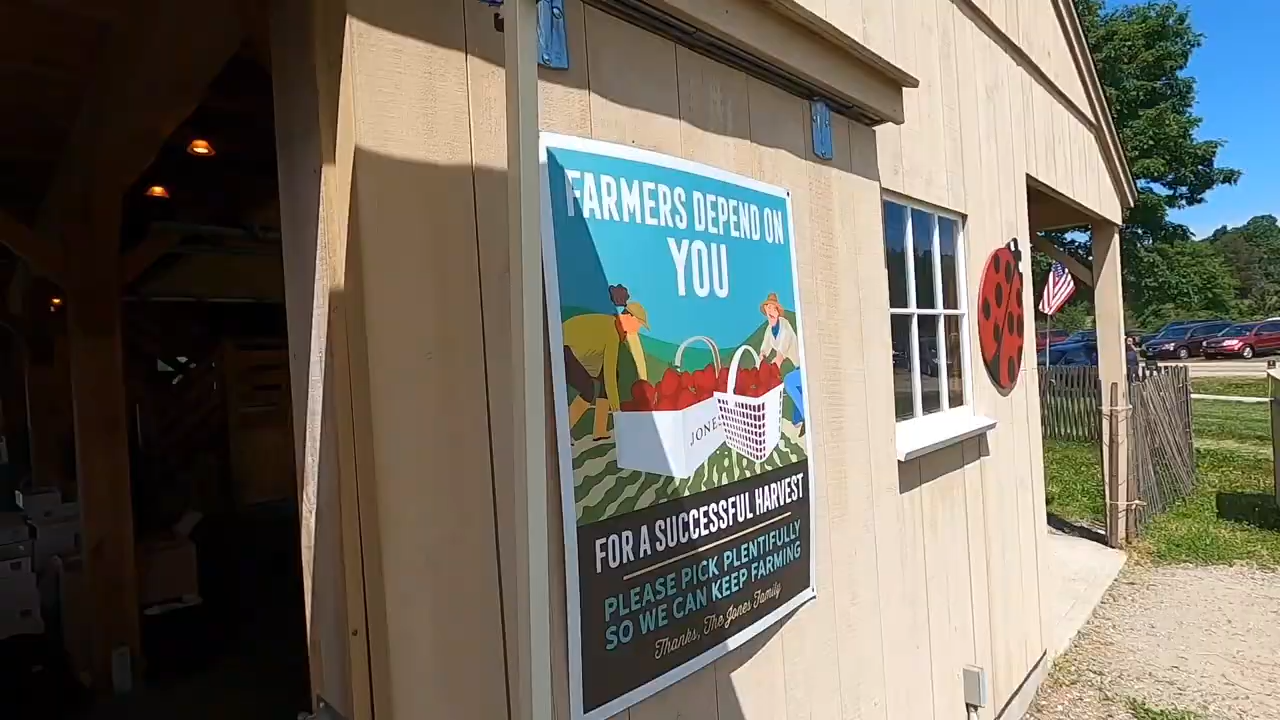 FARMERS DEPEND ON
YOU
JONES
FOR A SUCCESSFUL HARVEST
PLEASE PICK PLENTIFULLY
SO WE CAN KEEP FARMING
Thanks, The Jones Family